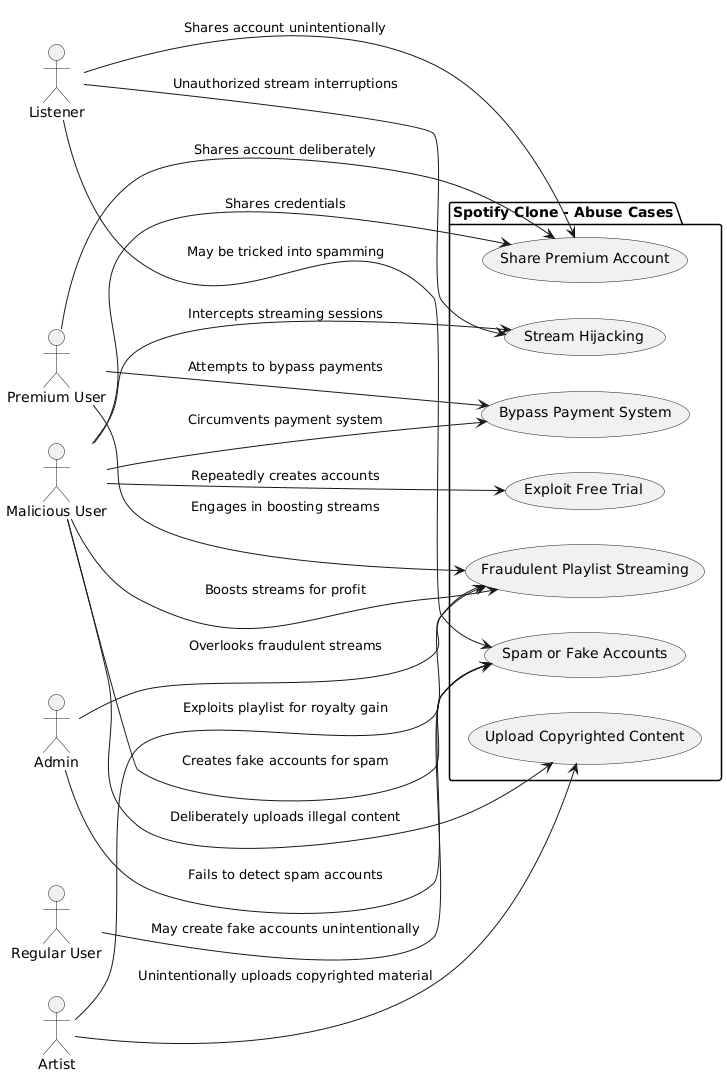 Shares account unintentionally
Unauthorized stream interruptions
Listener
Shares account deliberately
Shares credentials
Spotify Clone - Abuse Cases
May be tricked into spamming
Share Premium Account
Intercepts streaming sessions
Stream Hijacking
Attempts to bypass payments
Premium User
Bypass Payment System
Circumvents payment system
Repeatedly creates accounts
Exploit Free Trial
Malicious User
Engages in boosting streams
Fraudulent Playlist Streaming
Boosts streams for profit
Overlooks fraudulent streams
Spam or Fake Accounts
Exploits playlist for royalty gain
Upload Copyrighted Content
Admin
Creates fake accounts for spam
Deliberately uploads illegal content
Fails to detect spam accounts
May create fake accounts unintentionally
Regular User
Unintentionally uploads copyrighted material
Artist